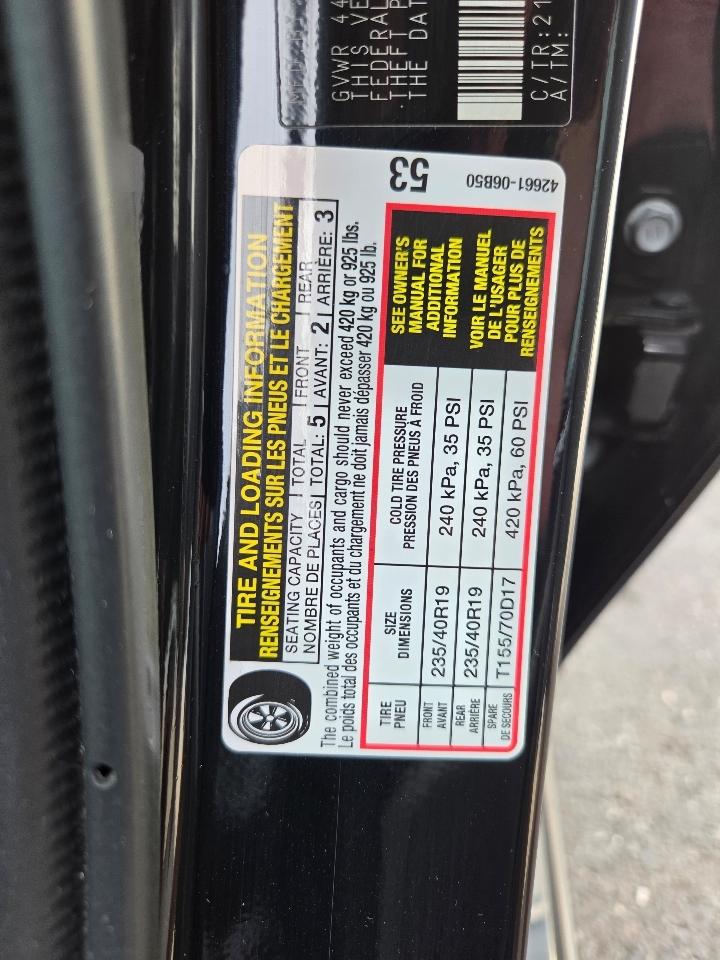 GVWR 44
THIS VE
FEDERAL
THEFT P
THE DAT
C/TR:21
A/TM:
53
42661-06B50
TIRE AND LOADING INFORMATION
RENSEIGNEMENTS SUR LES PNEUS ET LE CHARGEMENT
SEATING CAPACITY TOTAL FRONT REAR
NOMBRE DE PLACES TOTAL: 5 AVANT: 2 ARRIÈRE: 3
The combined weight of occupants and cargo should never exceed 420 kg or 925 lbs.
Le poids total des occupants et du chargement ne doit jamais dépasser 420 kg ou 925 lb.
TIRE SIZE COLD TIRE PRESSURE
PNEU DIMENSIONS PRESSION DES PNEUS À FROID
FRONT
AVANT 235/40R19 240 kPa, 35 PSI
REAR
ARRIÈRE 235/40R19 240 kPa, 35 PSI
SPARE
DE SECOURS T155/70D17 420 kPa, 60 PSI
SEE OWNER'S
MANUAL FOR
ADDITIONAL
INFORMATION
VOIR LE MANUEL
DE L'USAGER
POUR PLUS DE
RENSEIGNEMENTS